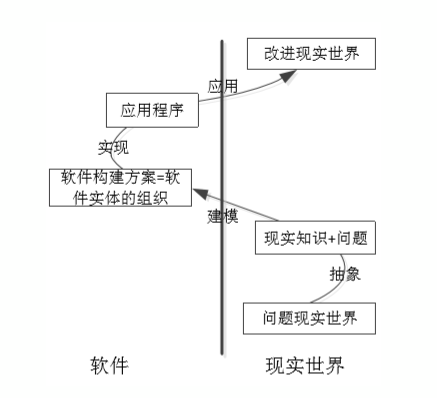 改进现实世界
应用
应用程序
实现
软件构建方案=软
件实体的组织
建模
现实知识+问题
抽象
问题现实世界
软件
现实世界